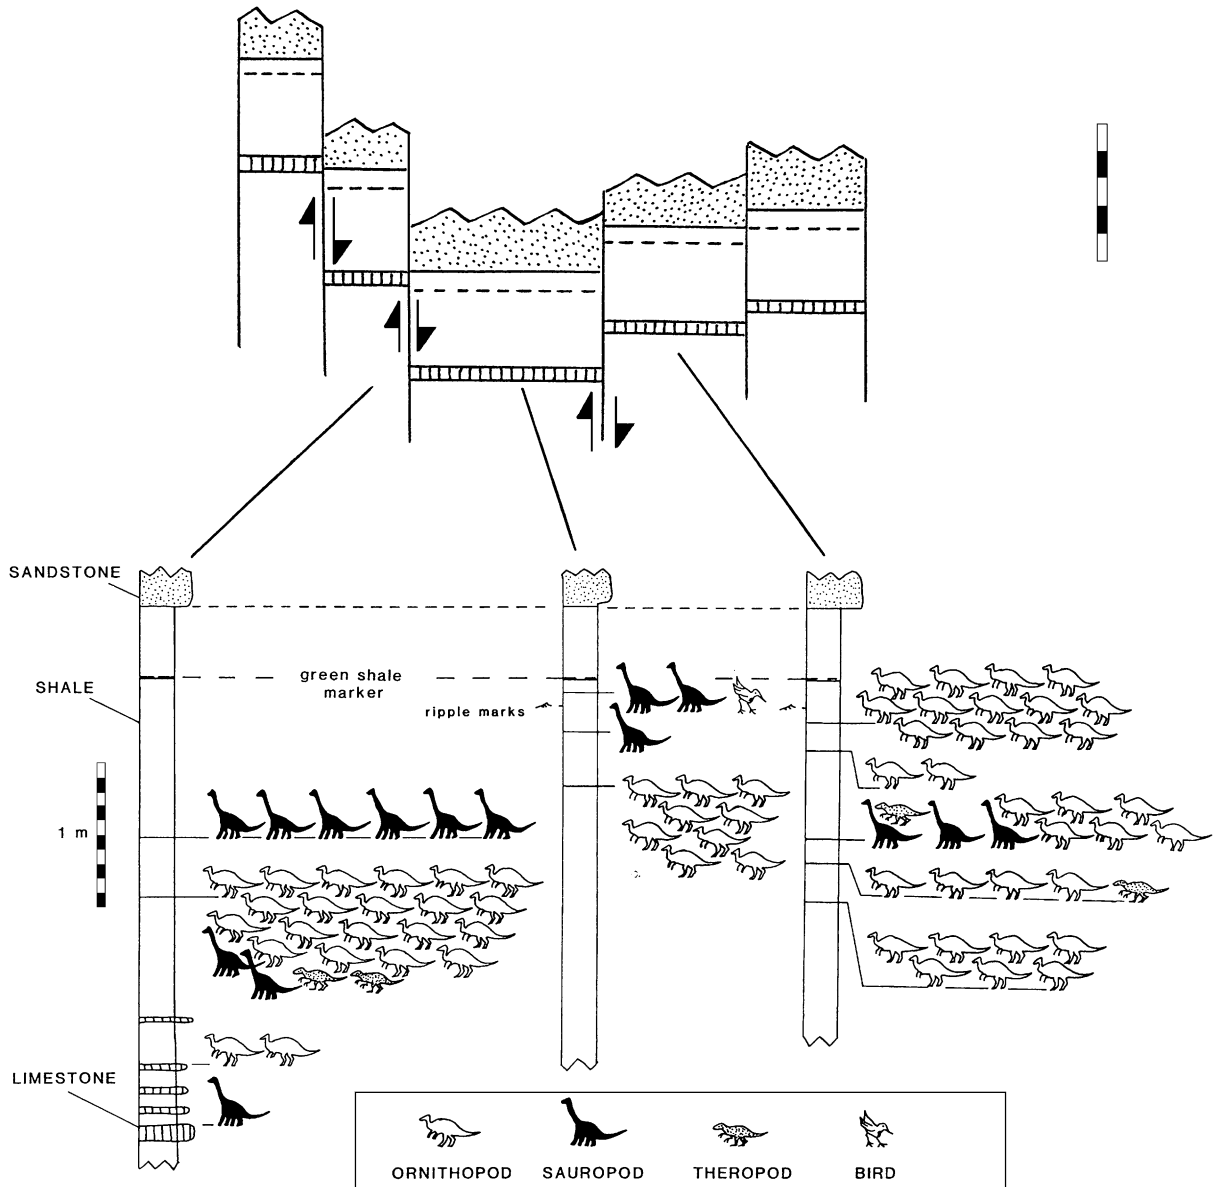 SANDSTONE
green shale
marker
SHALE
ripple marks
1 m
LIMESTONE
ORNITHOPOD SAUROPOD THEROPOD BIRD